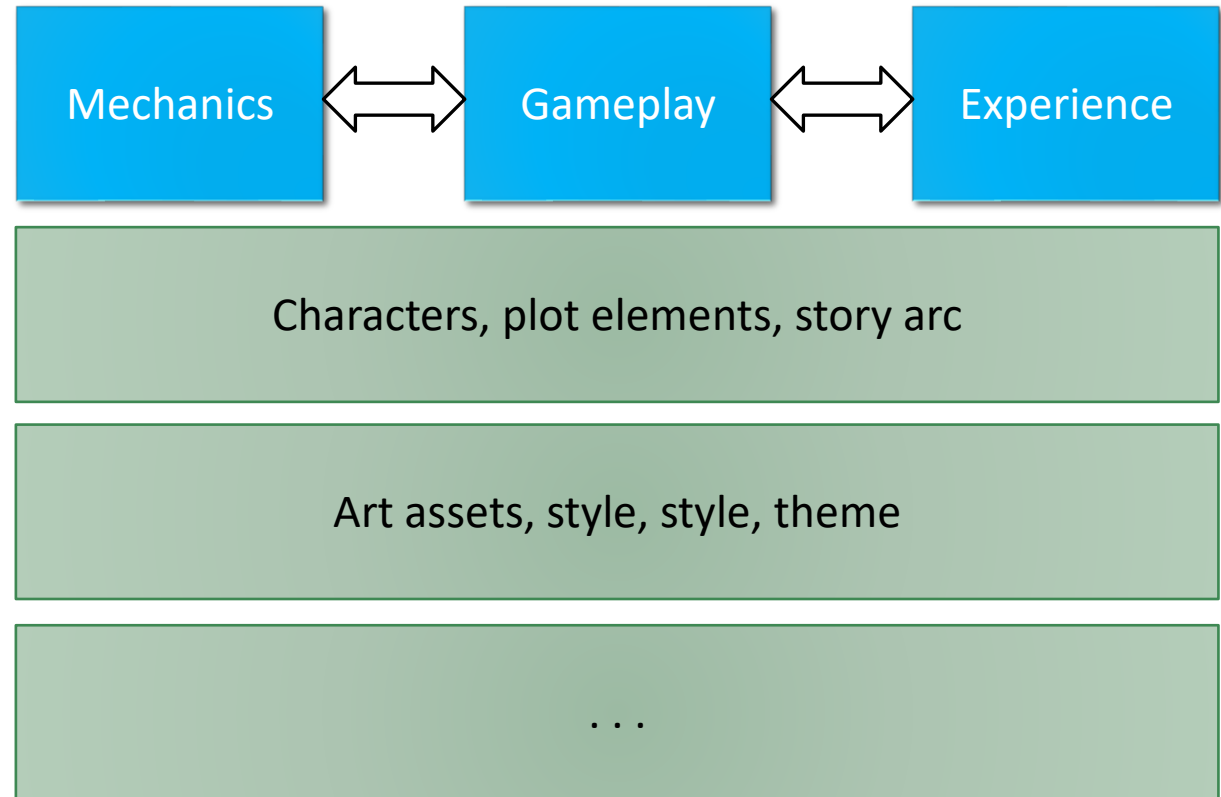 Mechanics
Gameplay
Experience
Characters, plot elements, story arc
Art assets, style, style, theme
. . .